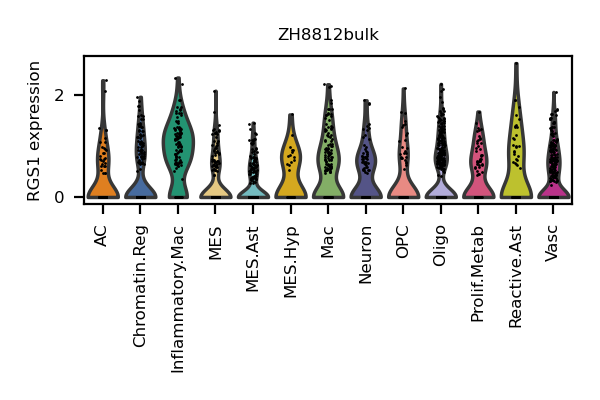 ZH8812bulk
RGS1 expression
2
0
AC
Chromatin.Reg
Inflammatory.Mac
MES
MES.Ast
MES.Hyp
Mac
Neuron
OPC
Oligo
Prolif.Metab
Reactive.Ast
Vasc